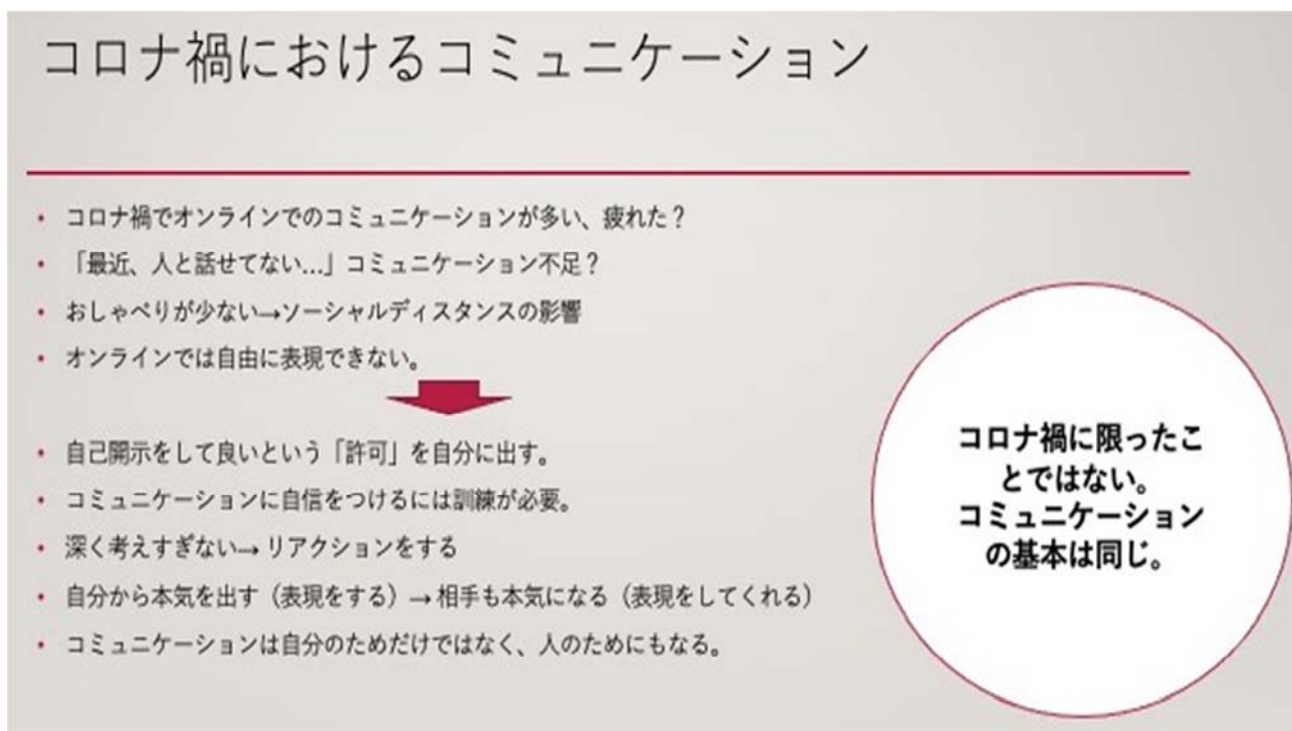 コロナ禍におけるコミュニケーション
• コロナ禍でオンラインでのコミュニケーションが多い、疲れた？
• 「最近、人と話せてない…」コミュニケーション不足？
• おしゃべりが少ない→ソーシャルディスタンスの影響
• オンラインでは自由に表現できない。
• 自己開示をして良いという「許可」を自分に出す。
• コミュニケーションに自信をつけるには訓練が必要。
• 深く考えすぎない→ リアクションをする
• 自分から本気を出す（表現をする）→ 相手も本気になる（表現をしてくれる）
• コミュニケーションは自分のためだけではなく、人のためにもなる。
コロナ禍に限ったこ
とではない。
コミュニケーション
の基本は同じ。